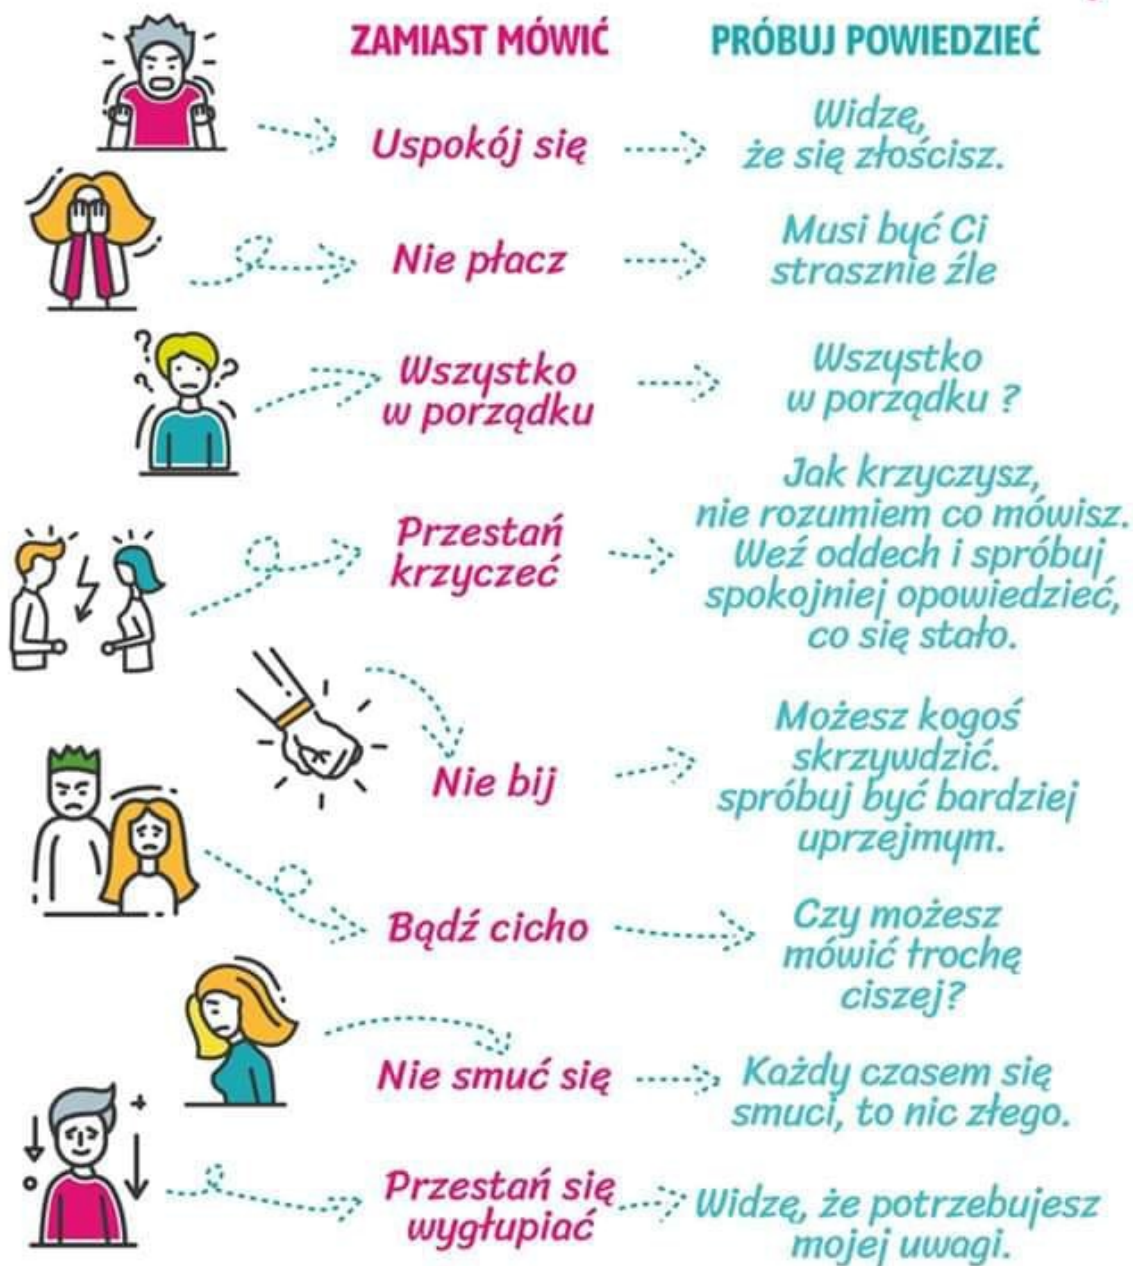 ZAMIAST MÓWIĆ
PRÓBUJ POWIEDZIEĆ
Uspokój się
Widzę,
że się złościsz.
Nie płacz
Musi być Ci
strasznie źle
Wszystko
w porządku
Wszystko
w porządku ?
Przestań
krzyczeć
Jak krzyczysz,
nie rozumiem co mówisz.
Weź oddech i spróbuj
spokojniej opowiedzieć,
co się stało.
Nie bij
Możesz kogoś
skrzywdzić.
spróbuj być bardziej
uprzejmym.
Bądź cicho
Czy możesz
mówić trochę
ciszej?
Nie smuć się
Każdy czasem się
smuci, to nic złego.
Przestań się
wygłupiać
Widzę, że potrzebujesz
mojej uwagi.